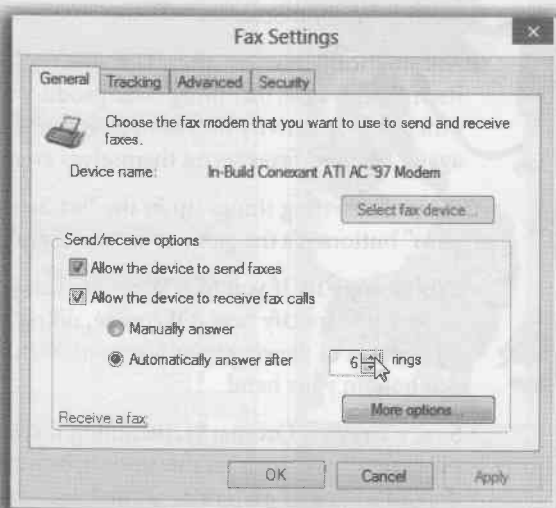 Fax Settings
General Tracking Advanced Security
Choose the fax modem that you want to use to send and receive
faxes.
Device name: In-Build Conexant ATI AC '97 Modem
Select fax device...
Send/receive options
Allow the device to send faxes
Allow the device to receive fax calls
Manually answer
Automatically answer after 6 rings
More options...
Receive a fax
OK Cancel Apply